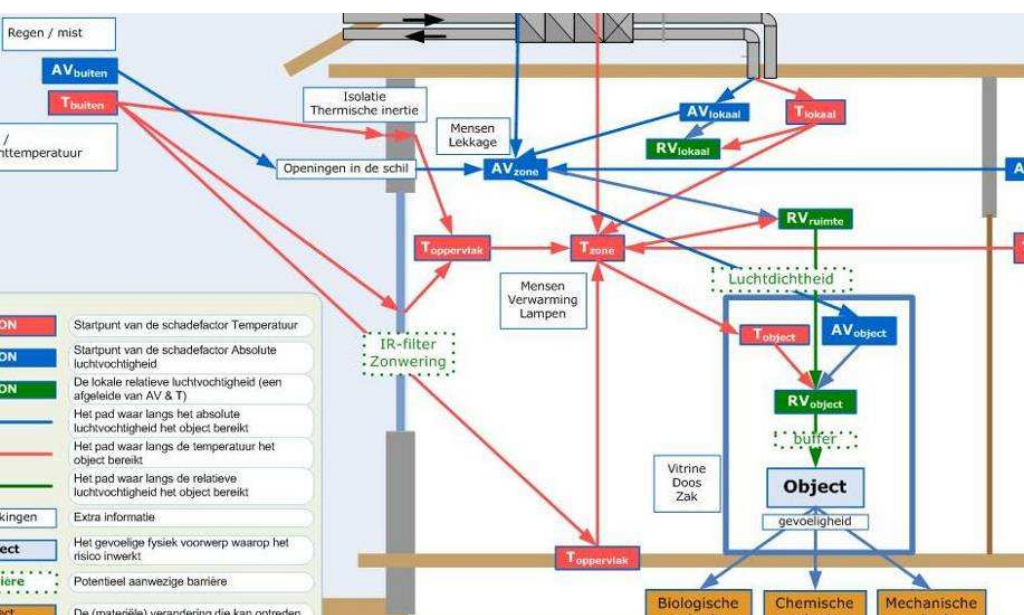 Regen / mist
AVbuiten
Tbuiten
/
Isolatie
Thermische inertie
Mensen
Lekkage
AVlokaal
Tlokaal
RVlokaal
Openingen in de schil
AVzone
RVruimte
Toppervlak
Tzone
Mensen
Verwarming
Lampen
Luchtdichtheid
IR-filter
Zonwering
Tobject
AVobject
RVobject
buffer
Vitrine
Doos
Zak
Object
gevoeligheid
Toppervlak
Biologische
Chemische
Mechanische
ON
Startpunt van de schadefactor Temperatuur
ON
Startpunt van de schadefactor Absolute
luchtvochtigheid
ON
De lokale relatieve luchtvochtigheid (een
afgeleide van AV & T)
Het pad waar langs het absolute
luchtvochtigheid het object bereikt
Het pad waar langs de temperatuur het
object bereikt
Het pad waar langs de relatieve
luchtvochtigheid het object bereikt
kingen
Extra informatie
ect
Het gevoelige fysiek voorwerp waarop het
risico inwerkt
ière
Potentieel aanwezige barrière
De (materiële) verandering die kan optreden